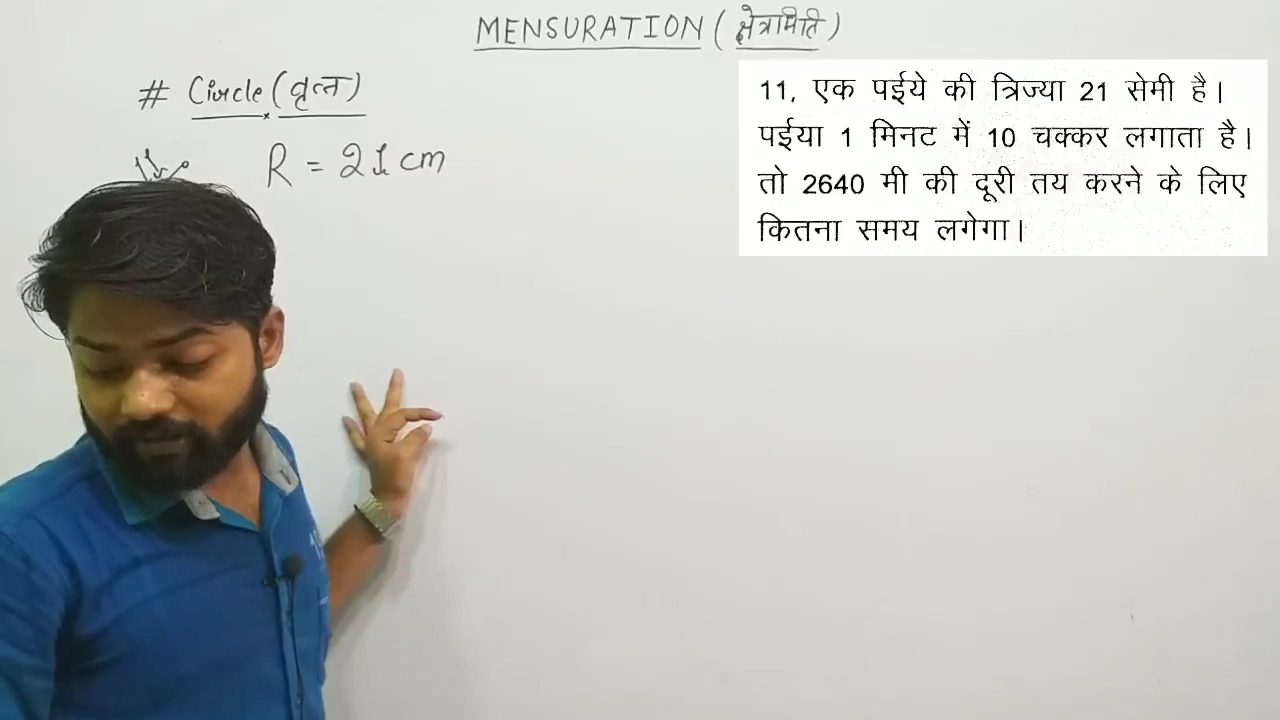 MENSURATION (क्षेत्रामिति)
# Circle (वृत्त)
R = 21 cm
11, एक पईये की त्रिज्या 21 सेमी है।
पईया 1 मिनट में 10 चक्कर लगाता है।
तो 2640 मी की दूरी तय करने के लिए
कितना समय लगेगा।